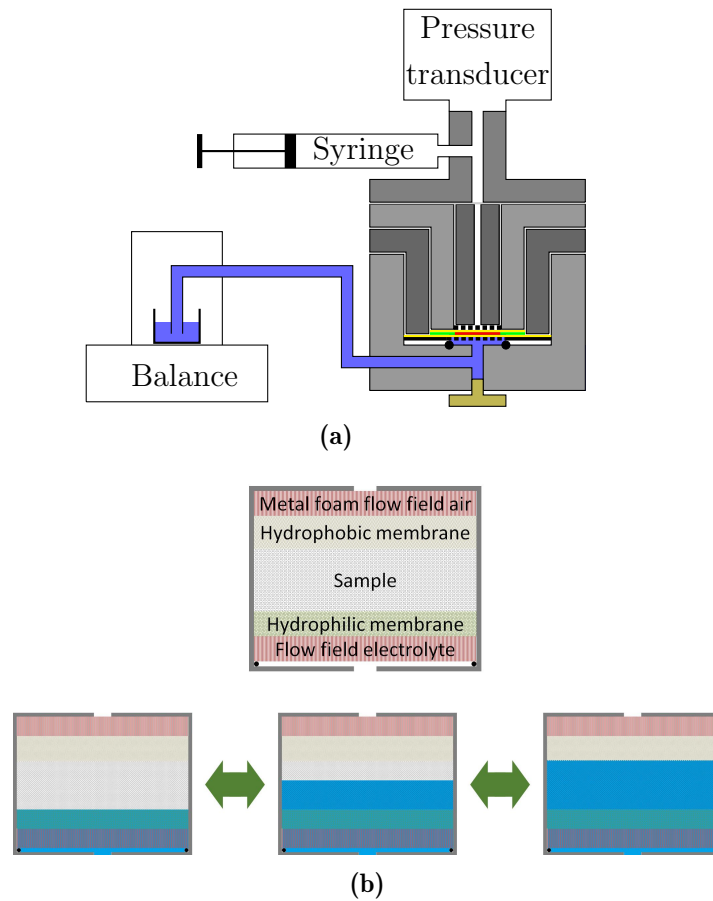 Pressure
transducer
Syringe
Balance
(a)
Metal foam flow field air
Hydrophobic membrane
Sample
Hydrophilic membrane
Flow field electrolyte
(b)